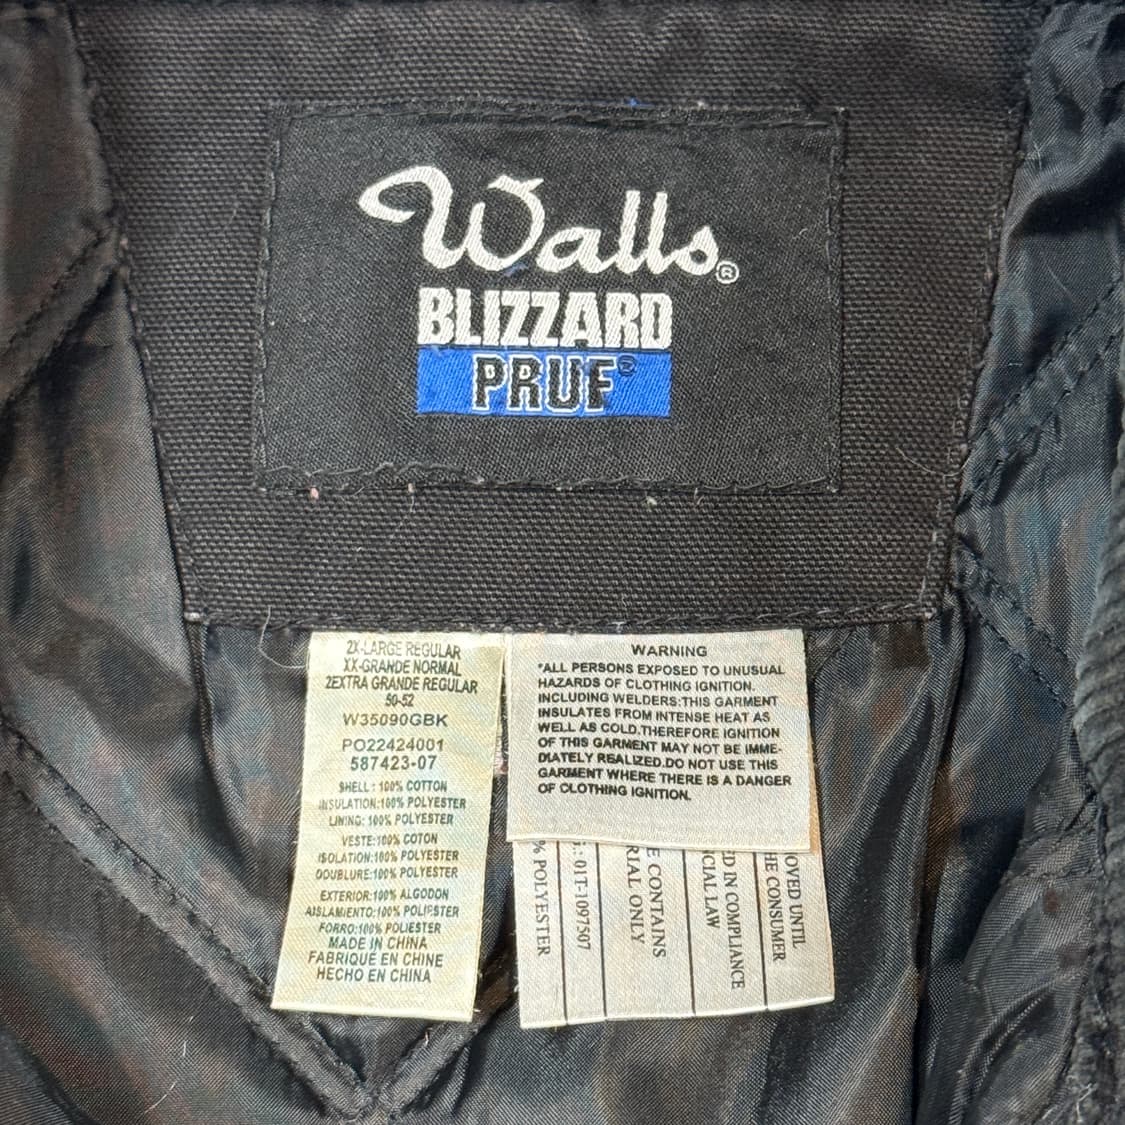 Walls®
BLIZZARD
PRUF®
2X-LARGE REGULAR
XX-GRANDE NORMAL
2EXTRA GRANDE REGULAR
50-52
W35090GBK
PO22424001
587423-07
SHELL: 100% COTTON
INSULATION:100% POLYESTER
LINING: 100% POLYESTER
VESTE:100% COTON
ISOLATION:100% POLYESTER
DOUBLURE:100% POLYESTER
EXTERIOR:100% ALGODON
AISLAMIENTO:100% POLIESTER
FORRO:100% POLIESTER
MADE IN CHINA
FABRIQUÉ EN CHINE
HECHO EN CHINA
WARNING
*ALL PERSONS EXPOSED TO UNUSUAL
HAZARDS OF CLOTHING IGNITION.
INCLUDING WELDERS:THIS GARMENT
INSULATES FROM INTENSE HEAT AS
WELL AS COLD.THEREFORE IGNITION
OF THIS GARMENT MAY NOT BE IMME-
DIATELY REALIZED.DO NOT USE THIS
GARMENT WHERE THERE IS A DANGER
OF CLOTHING IGNITION.
OVED UNTIL
HE CONSUMER
ED IN COMPLIANCE
CIAL LAW
E CONTAINS
RIAL ONLY
: 01T-1097507
% POLYESTER